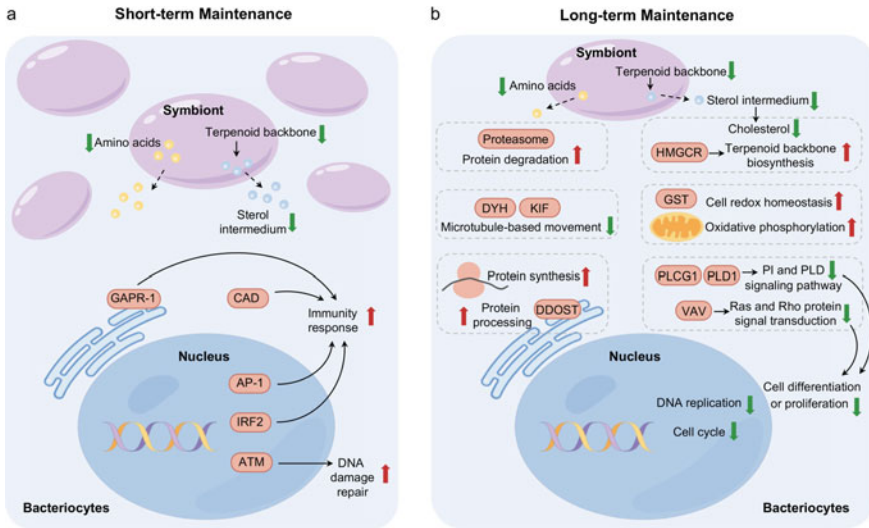 a
Short-term Maintenance
Symbiont
Amino acids
Terpenoid backbone
Sterol
intermedium
GAPR-1
CAD
Immunity
response
Nucleus
AP-1
IRF2
ATM
DNA
damage
repair
Bacteriocytes
b
Long-term Maintenance
Symbiont
Terpenoid backbone
Amino acids
Sterol intermedium
Cholesterol
Proteasome
Protein degradation
HMGCR
Terpenoid backbone
biosynthesis
DYH
KIF
Microtubule-based movement
GST
Cell redox homeostasis
Oxidative phosphorylation
Protein synthesis
Protein
processing
DDOST
PLCG1
PLD1
PI and PLD
signaling pathway
VAV
Ras and Rho protein
signal transduction
Nucleus
Cell differentiation
or proliferation
DNA replication
Cell cycle
Bacteriocytes